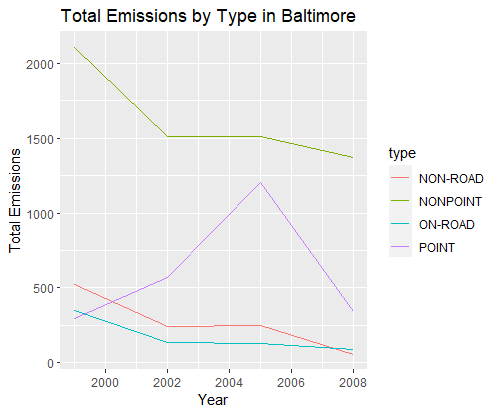 Total Emissions by Type in Baltimore
2000
1500
1000
500
0
Total Emissions
2000
2002
2004
2006
2008
Year
type
NON-ROAD
NONPOINT
ON-ROAD
POINT